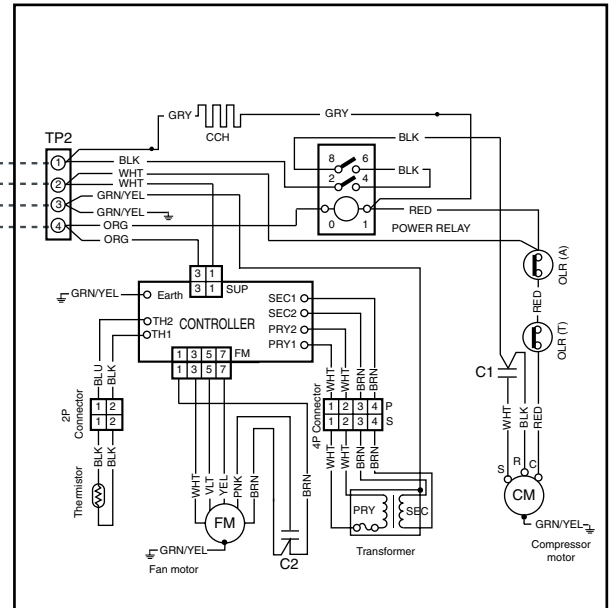 GRY
CCH
GRY
TP2
BLK
1
BLK
8 6
WHT
BLK
2
WHT
2 4
3
GRN/YEL
GRN/YEL
RED
4
ORG
0 1
ORG
POWER RELAY
OLR (A)
3 1
3 1
SUP
GRN/YEL
Earth
SEC1
RED
TH2
CONTROLLER
SEC2
TH1
PRY2
PRY1
OLR (T)
1 3 5 7
FM
1 3 5 7
BLU
BLK
WHT
WHT
BRN
BRN
C1
2P
Connector
1 2
1 2
4P Connector
1 2 3 4
P
1 2 3 4
S
WHT
BLK
RED
BLK
BLK
WHT
WHT
BRN
BRN
Thermistor
WHT
VLT
YEL
PNK
BRN
BRN
S
R
C
CM
FM
PRY
SEC
GRN/YEL
GRN/YEL
Compressor
motor
Fan motor
C2
Transformer